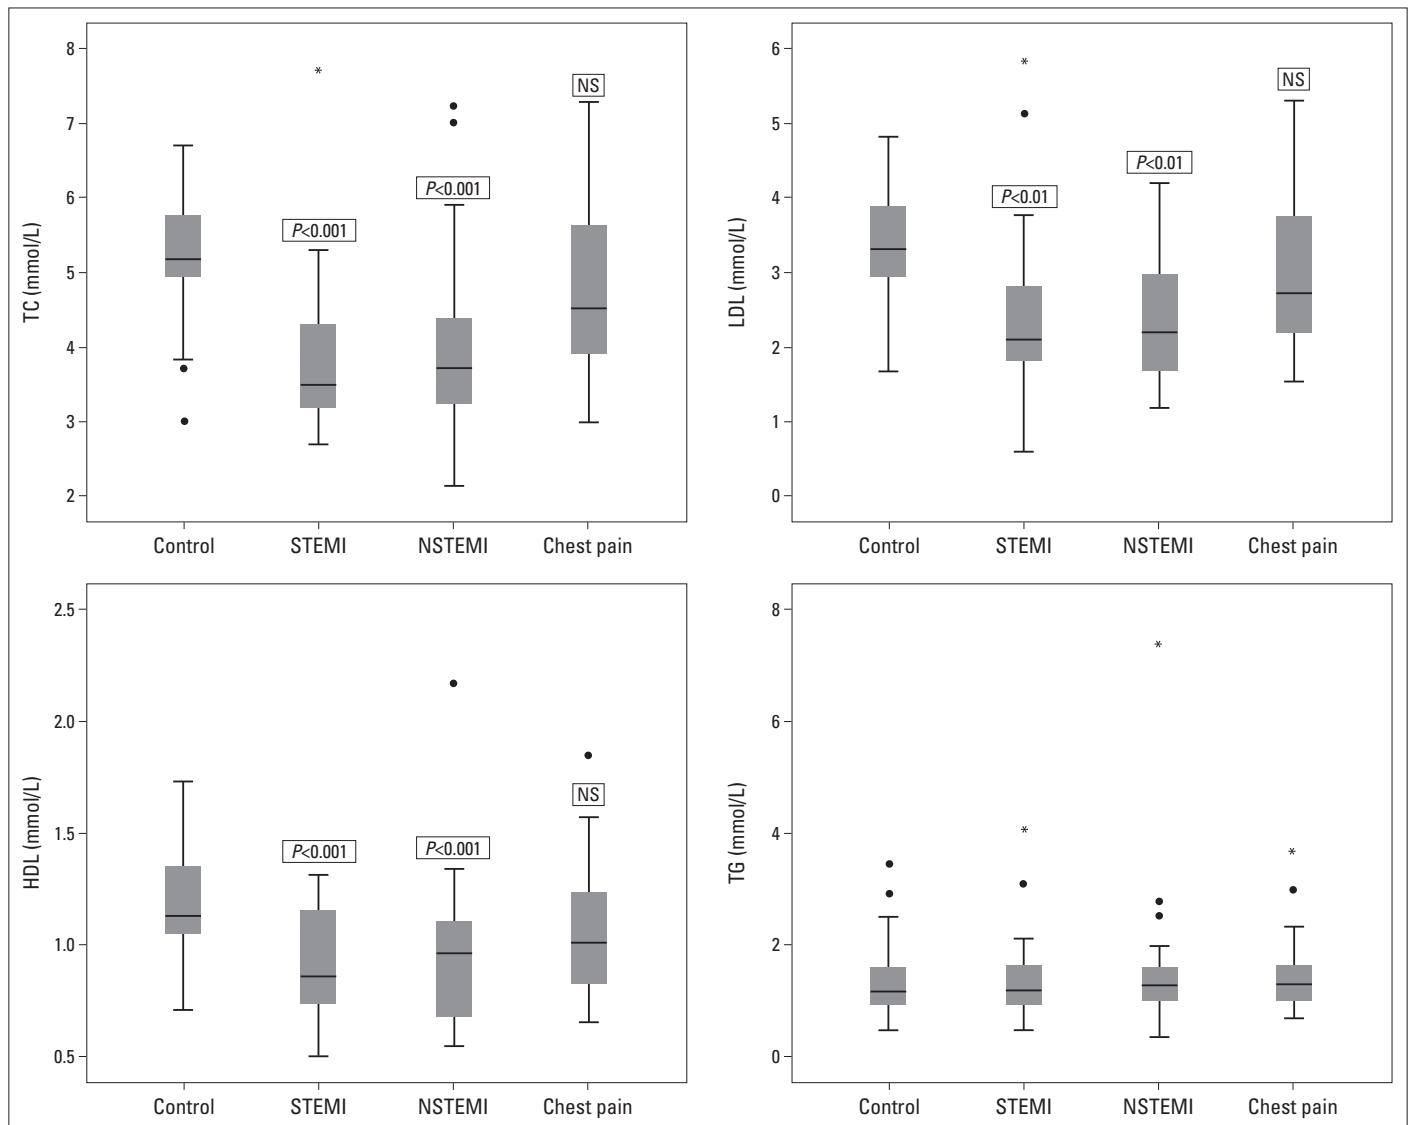 TC (mmol/L)
8
7
6
5
4
3
2
*
P<0.001
P<0.001
NS
Control STEMI NSTEMI Chest pain
LDL (mmol/L)
6
5
4
3
2
1
0
*
P<0.01
P<0.01
NS
Control STEMI NSTEMI Chest pain
HDL (mmol/L)
2.5
2.0
1.5
1.0
0.5
P<0.001
P<0.001
NS
Control STEMI NSTEMI Chest pain
TG (mmol/L)
8
6
4
2
0
*
*
*
Control STEMI NSTEMI Chest pain